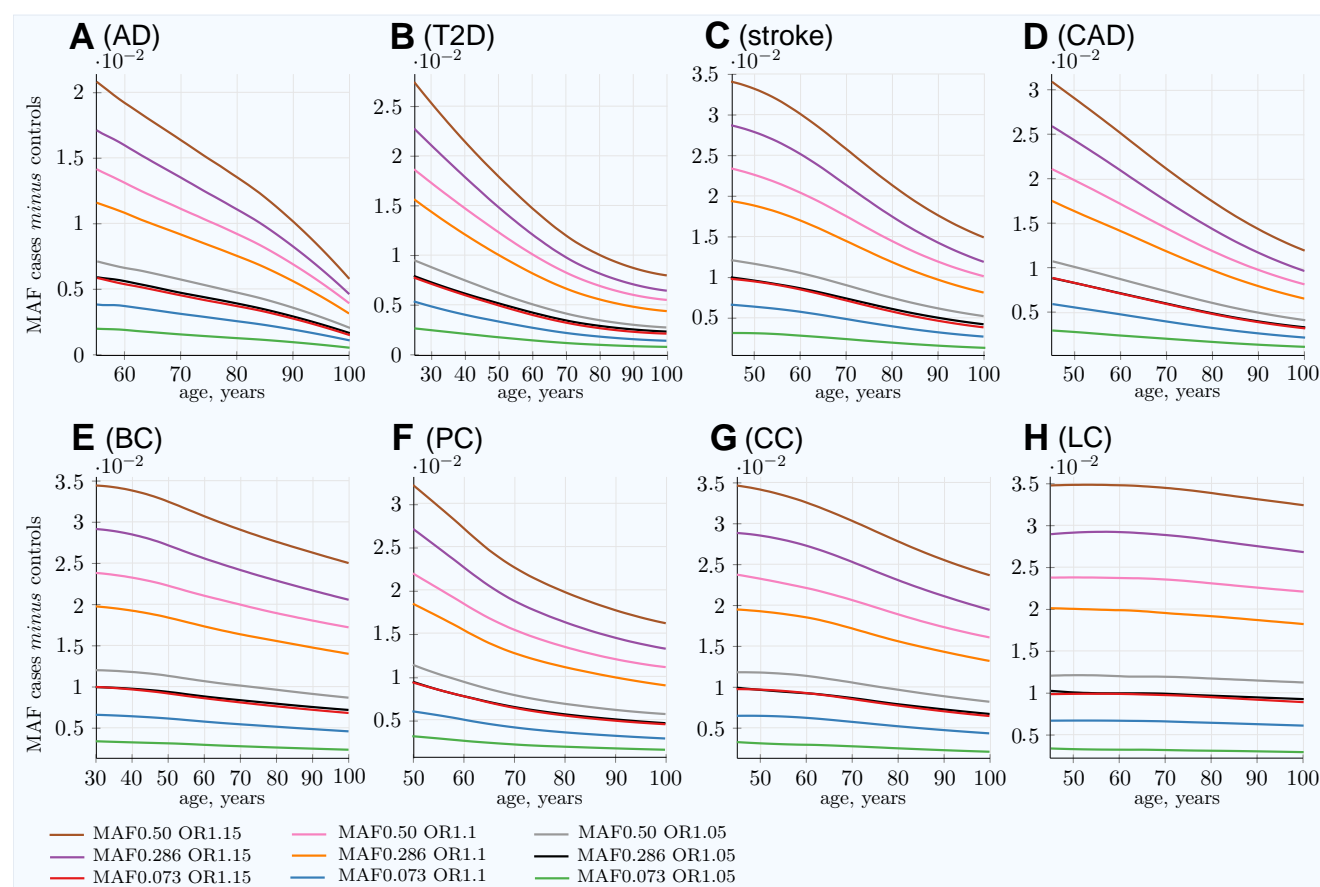 A (AD) B (T2D) C (stroke) D (CAD)
·10−2 ·10−2 ·10−2 ·10−2
MAF cases minus controls
2
1.5
1
0.5
0
60 70 80 90 100
age, years
2.5
2
1.5
1
0.5
0
30 40 50 60 70 80 90 100
age, years
3.5
3
2.5
2
1.5
1
0.5
50 60 70 80 90 100
age, years
3
2.5
2
1.5
1
0.5
50 60 70 80 90 100
age, years
E (BC) F (PC) G (CC) H (LC)
·10−2 ·10−2 ·10−2 ·10−2
MAF cases minus controls
3.5
3
2.5
2
1.5
1
0.5
30 40 50 60 70 80 90 100
age, years
3
2.5
2
1.5
1
0.5
50 60 70 80 90 100
age, years
3.5
3
2.5
2
1.5
1
0.5
50 60 70 80 90 100
age, years
3.5
3
2.5
2
1.5
1
0.5
50 60 70 80 90 100
age, years
MAF0.50 OR1.15 MAF0.50 OR1.1 MAF0.50 OR1.05
MAF0.286 OR1.15 MAF0.286 OR1.1 MAF0.286 OR1.05
MAF0.073 OR1.15 MAF0.073 OR1.1 MAF0.073 OR1.05